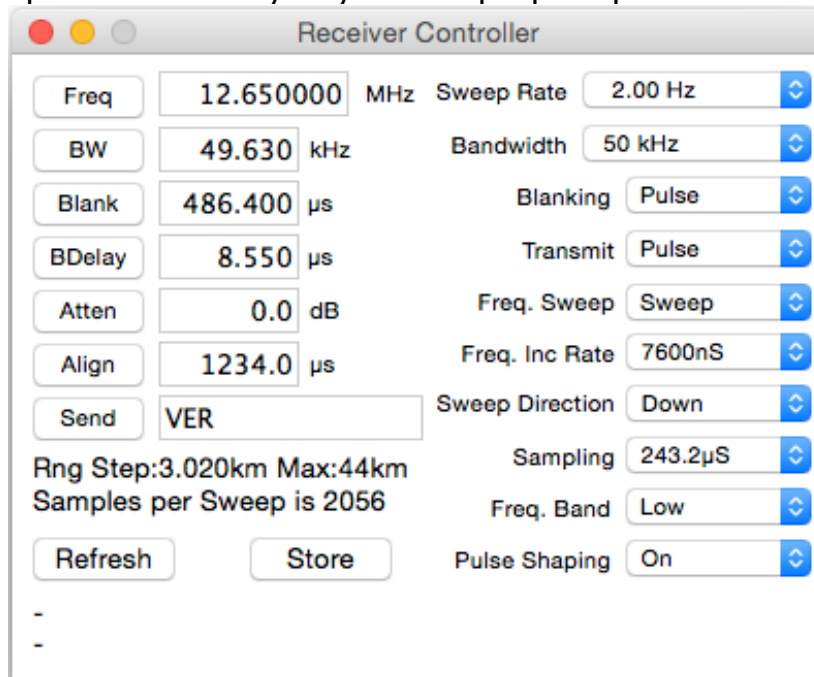 Receiver Controller
Freq 12.650000 MHz Sweep Rate 2.00 Hz
BW 49.630 kHz Bandwidth 50 kHz
Blank 486.400 µs Blanking Pulse
BDelay 8.550 µs Transmit Pulse
Atten 0.0 dB Freq. Sweep Sweep
Align 1234.0 µs Freq. Inc Rate 7600nS
Send VER Sweep Direction Down
Rng Step:3.020km Max:44km Sampling 243.2µS
Samples per Sweep is 2056 Freq. Band Low
Refresh Store Pulse Shaping On
-
-